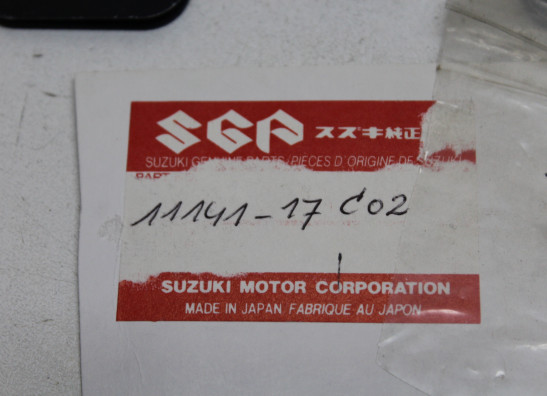 SGP スズキ純正
SUZUKI GENUINE PARTS/PIECES D'ORIGINE DE SUZUKI
PART
11141-17C02
SUZUKI MOTOR CORPORATION
MADE IN JAPAN FABRIQUE AU JAPON